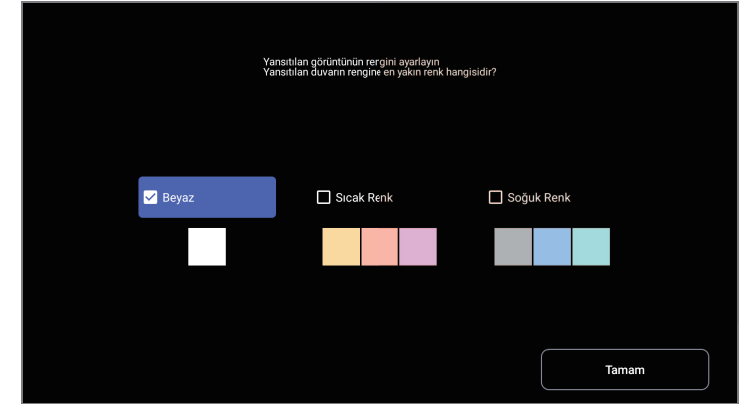 Yansıtılan görüntünün rengini ayarlayın
Yansıtılan duvarın rengine en yakın renk hangisidir?
Beyaz
Sıcak Renk
Soğuk Renk
Tamam